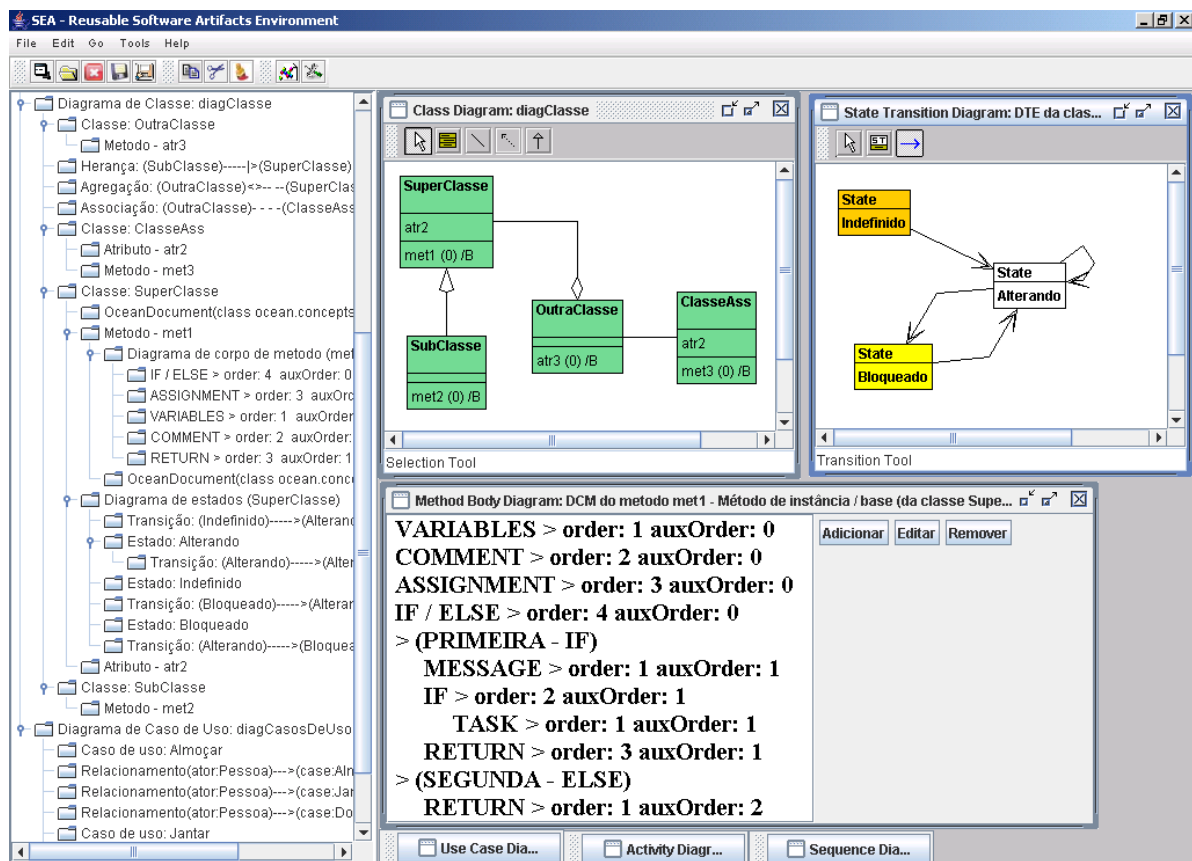 SEA - Reusable Software Artifacts Environment
File Edit Go Tools Help
Diagrama de Classe: diagClasse
Classe: OutraClasse
Metodo - atr3
Herança: (SubClasse)-----|>(SuperClasse)
Agregação: (OutraClasse)<>-- --(SuperClas
Associação: (OutraClasse)- - - -(ClasseAss
Classe: ClasseAss
Atributo - atr2
Metodo - met3
Classe: SuperClasse
OceanDocument(class ocean.concepts
Metodo - met1
Diagrama de corpo de metodo (met
IF / ELSE > order: 4 auxOrder: 0
ASSIGNMENT > order: 3 auxOrd
VARIABLES > order: 1 auxOrder
COMMENT > order: 2 auxOrder:
RETURN > order: 3 auxOrder: 1
OceanDocument(class ocean.conc
Diagrama de estados (SuperClasse)
Transição: (Indefinido)----->(Alterand
Estado: Alterando
Transição: (Alterando)----->(Alter
Estado: Indefinido
Transição: (Bloqueado)----->(Alterar
Estado: Bloqueado
Transição: (Alterando)----->(Bloquea
Atributo - atr2
Classe: SubClasse
Metodo - met2
Diagrama de Caso de Uso: diagCasosDeUso
Caso de uso: Almoçar
Relacionamento(ator:Pessoa)--->(case:Aln
Relacionamento(ator:Pessoa)--->(case:Jar
Relacionamento(ator:Pessoa)--->(case:Do
Caso de uso: Jantar
Class Diagram: diagClasse
SuperClasse
atr2
met1 (0) /B
SubClasse
met2 (0) /B
OutraClasse
atr3 (0) /B
ClasseAss
atr2
met3 (0) /B
Selection Tool
State Transition Diagram: DTE da clas...
ST
State
Indefinido
State
Alterando
State
Bloqueado
Transition Tool
Method Body Diagram: DCM do metodo met1 - Método de instância / base (da classe Supe...
VARIABLES > order: 1 auxOrder: 0
COMMENT > order: 2 auxOrder: 0
ASSIGNMENT > order: 3 auxOrder: 0
IF / ELSE > order: 4 auxOrder: 0
> (PRIMEIRA - IF)
MESSAGE > order: 1 auxOrder: 1
IF > order: 2 auxOrder: 1
TASK > order: 1 auxOrder: 1
RETURN > order: 3 auxOrder: 1
> (SEGUNDA - ELSE)
RETURN > order: 1 auxOrder: 2
Adicionar Editar Remover
Use Case Dia... Activity Diagr... Sequence Dia...